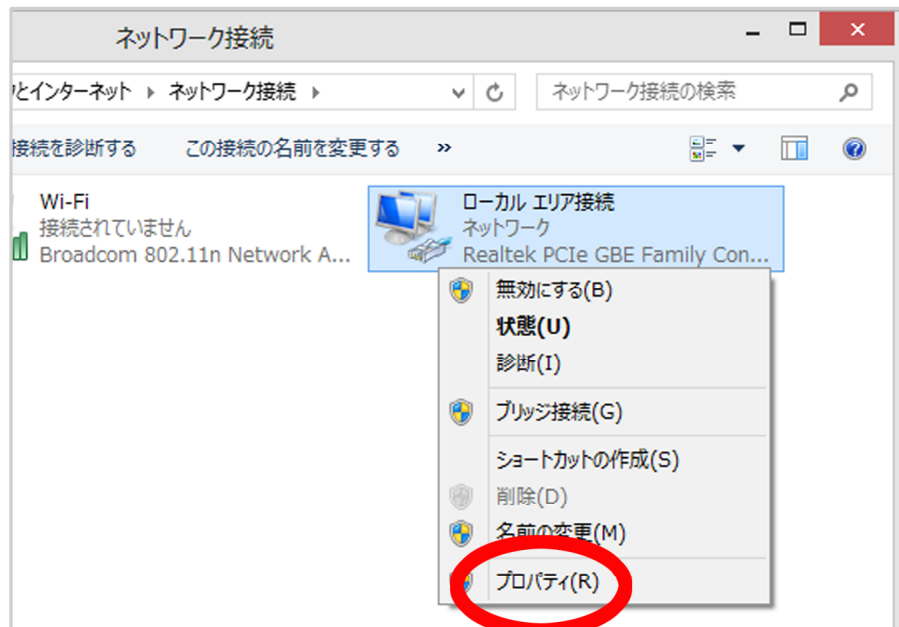 ネットワーク接続
とインターネット ▸ ネットワーク接続 ▸
ネットワーク接続の検索
接続を診断する この接続の名前を変更する »
Wi-Fi
接続されていません
Broadcom 802.11n Network A...
ローカル エリア接続
ネットワーク
Realtek PCIe GBE Family Con...
無効にする(B)
状態(U)
診断(I)
ブリッジ接続(G)
ショートカットの作成(S)
削除(D)
名前の変更(M)
プロパティ(R)